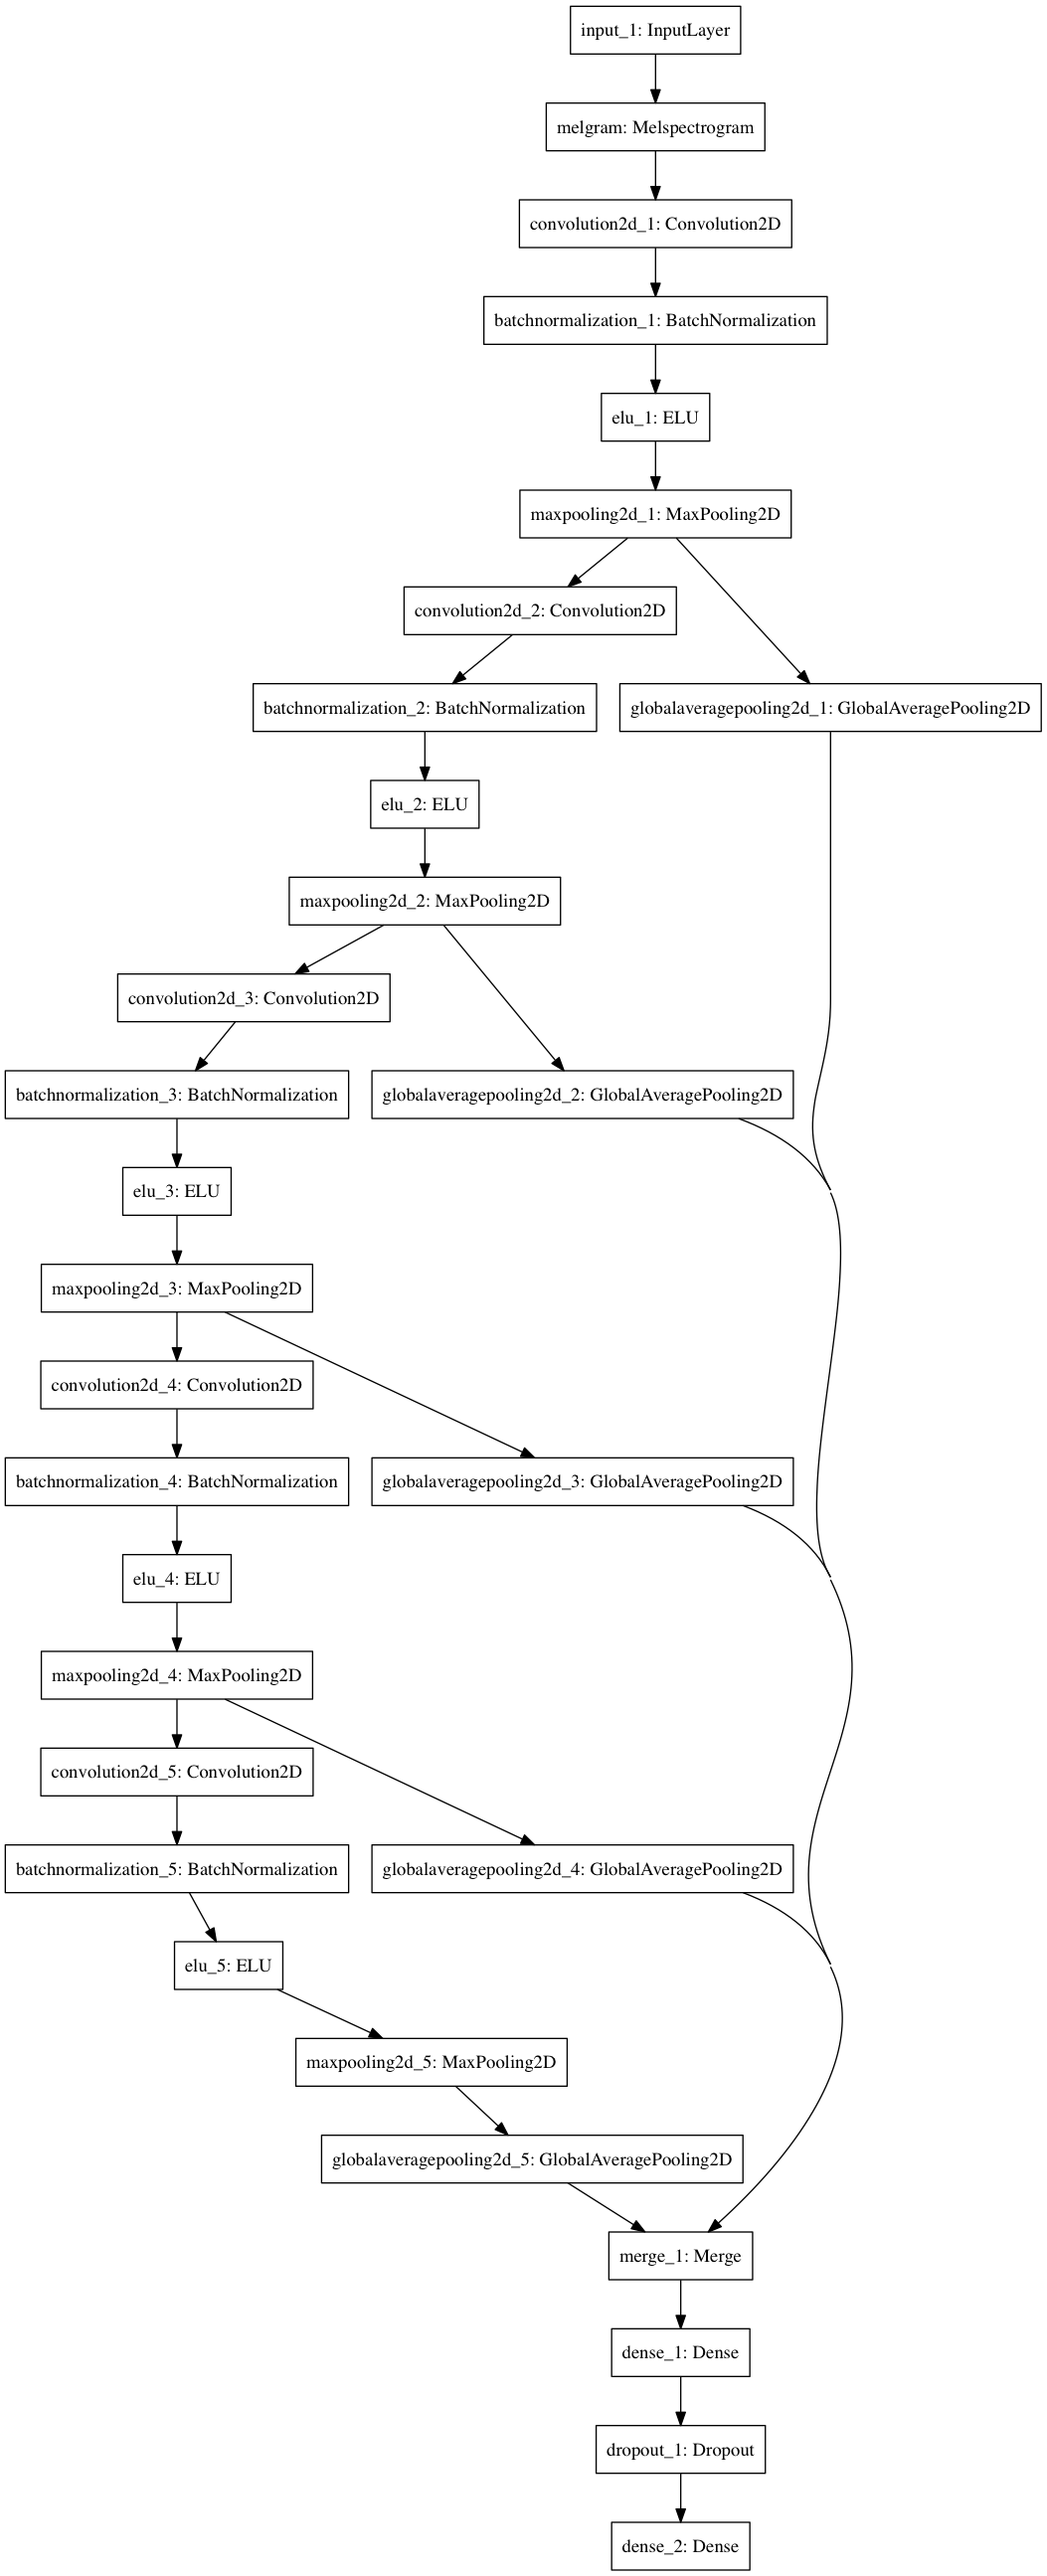 input_1: InputLayer
melgram: Melspectrogram
convolution2d_1: Convolution2D
batchnormalization_1: BatchNormalization
elu_1: ELU
maxpooling2d_1: MaxPooling2D
convolution2d_2: Convolution2D
batchnormalization_2: BatchNormalization
globalaveragepooling2d_1: GlobalAveragePooling2D
elu_2: ELU
maxpooling2d_2: MaxPooling2D
convolution2d_3: Convolution2D
batchnormalization_3: BatchNormalization
globalaveragepooling2d_2: GlobalAveragePooling2D
elu_3: ELU
maxpooling2d_3: MaxPooling2D
convolution2d_4: Convolution2D
batchnormalization_4: BatchNormalization
globalaveragepooling2d_3: GlobalAveragePooling2D
elu_4: ELU
maxpooling2d_4: MaxPooling2D
convolution2d_5: Convolution2D
batchnormalization_5: BatchNormalization
globalaveragepooling2d_4: GlobalAveragePooling2D
elu_5: ELU
maxpooling2d_5: MaxPooling2D
globalaveragepooling2d_5: GlobalAveragePooling2D
merge_1: Merge
dense_1: Dense
dropout_1: Dropout
dense_2: Dense